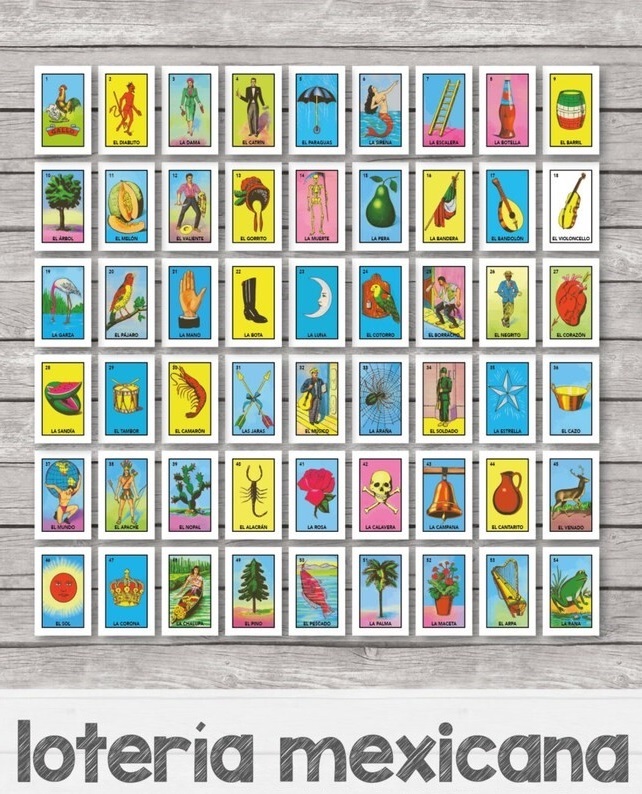 1 2 3 4 5 6 7 8 9
GALLO EL DIABLITO LA DAMA EL CATRÍN EL PARAGUAS LA SIRENA LA ESCALERA LA BOTELLA EL BARRIL
10 11 12 13 14 15 16 17 18
EL ÁRBOL EL MELÓN EL VALIENTE EL GORRITO LA MUERTE LA PERA LA BANDERA EL BANDOLÓN EL VIOLONCELLO
19 20 21 22 23 24 25 26 27
LA GARZA EL PÁJARO LA MANO LA BOTA LA LUNA EL COTORRO EL BORRACHO EL NEGRITO EL CORAZÓN
28 29 30 31 32 33 34 35 36
LA SANDÍA EL TAMBOR EL CAMARÓN LAS JARAS EL MÚSICO LA ARAÑA EL SOLDADO LA ESTRELLA EL CAZO
37 38 39 40 41 42 43 44 45
EL MUNDO EL APACHE EL NOPAL EL ALACRÁN LA ROSA LA CALAVERA LA CAMPANA EL CANTARITO EL VENADO
46 47 48 49 50 51 52 53 54
EL SOL LA CORONA LA CHALUPA EL PINO EL PESCADO LA PALMA LA MACETA EL ARPA LA RANA
lotería mexicana